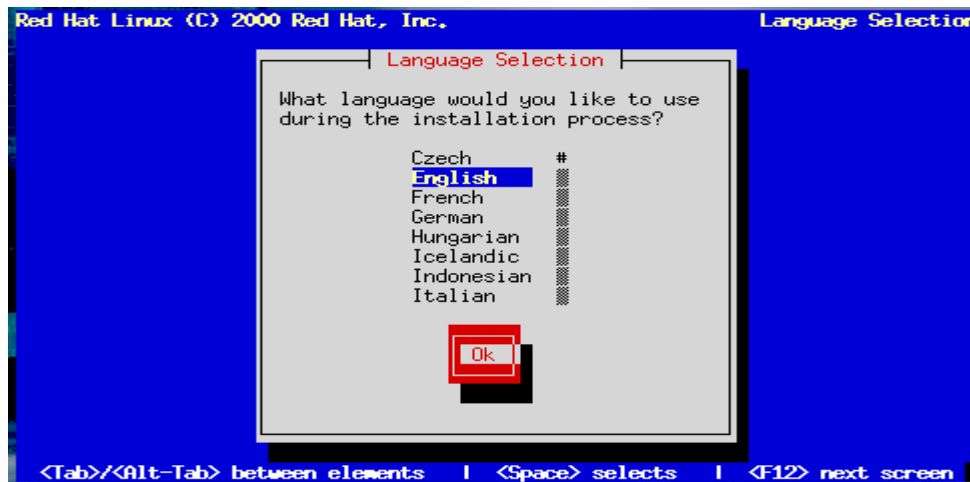 Red Hat Linux (C) 2000 Red Hat, Inc. Language Selection
Language Selection
What language would you like to use
during the installation process?
Czech #
English
French
German
Hungarian
Icelandic
Indonesian
Italian
Ok
<Tab>/<Alt-Tab> between elements | <Space> selects | <F12> next screen